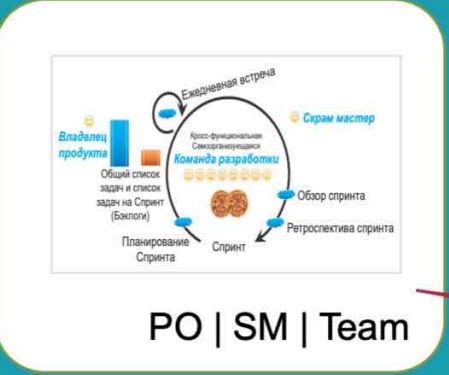 Ежедневная встреча
Скрам мастер
Владелец
продукта
Кросс-функциональная
Самоорганизующаяся
Команда разработки
Общий список
задач и список
задач на Спринт
(Бэклоги)
Обзор спринта
Ретроспектива спринта
Планирование
Спринта
Спринт
PO | SM | Team